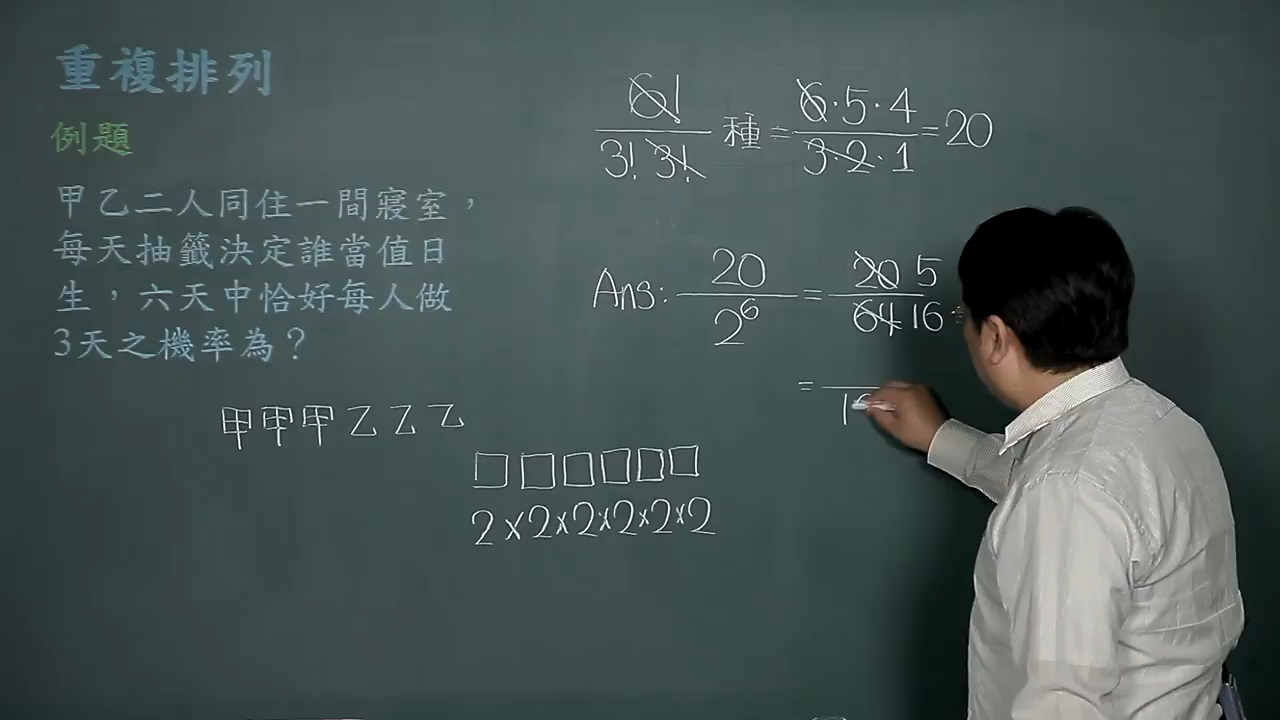 重複排列
例題
甲乙二人同住一間寢室，
每天抽籤決定誰當值日
生，六天中恰好每人做
3天之機率為？
甲甲甲乙乙乙
□□□□□□
2×2×2×2×2×2
6!/3!3! 種 = 6·5·4/3·2·1 = 20
Ans: 20/2^6 = 20 5/64 16
= /1